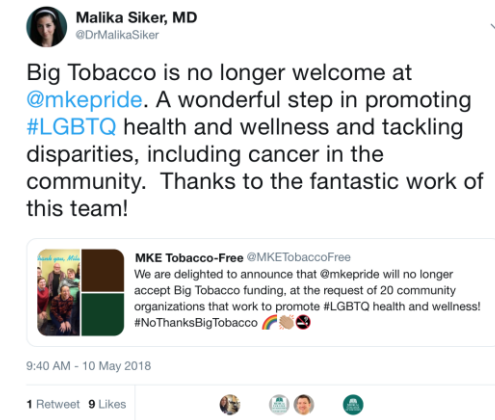 Malika Siker, MD
@DrMalikaSiker
Big Tobacco is no longer welcome at
@mkepride. A wonderful step in promoting
#LGBTQ health and wellness and tackling
disparities, including cancer in the
community.  Thanks to the fantastic work of
this team!
MKE Tobacco-Free @MKETobaccoFree
We are delighted to announce that @mkepride will no longer
accept Big Tobacco funding, at the request of 20 community
organizations that work to promote #LGBTQ health and wellness!
#NoThanksBigTobacco 🌈👏🏼🚭
9:40 AM - 10 May 2018
1 Retweet 9 Likes